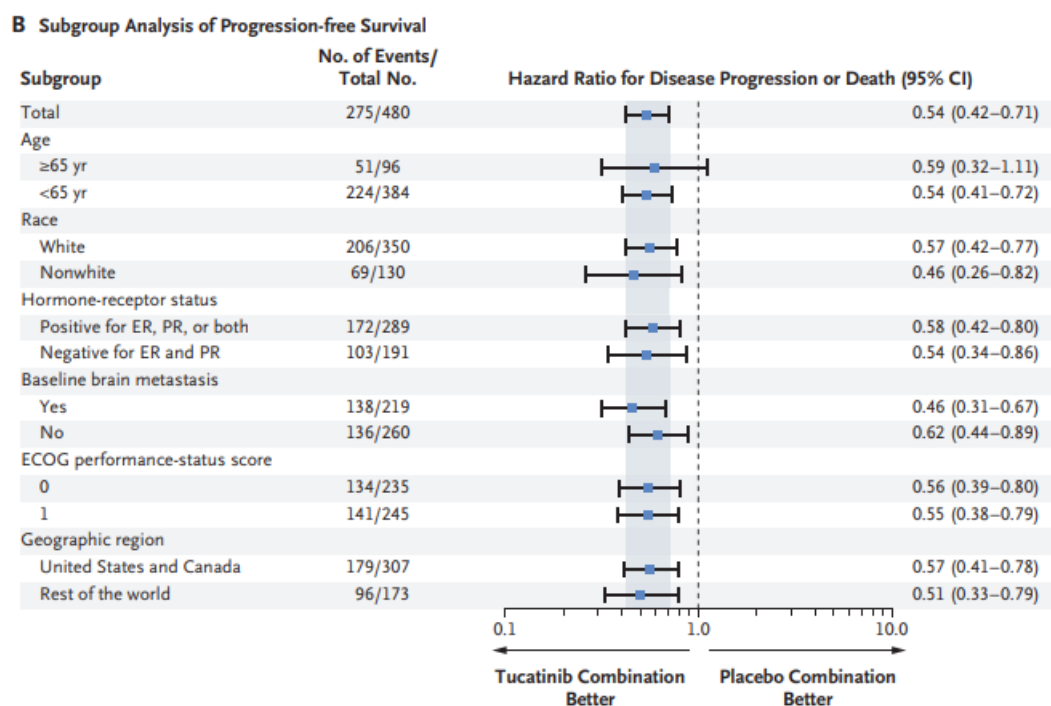 B Subgroup Analysis of Progression-free Survival
Subgroup No. of Events/ Total No. Hazard Ratio for Disease Progression or Death (95% CI)
Total 275/480 0.54 (0.42–0.71)
Age
≥65 yr 51/96 0.59 (0.32–1.11)
<65 yr 224/384 0.54 (0.41–0.72)
Race
White 206/350 0.57 (0.42–0.77)
Nonwhite 69/130 0.46 (0.26–0.82)
Hormone-receptor status
Positive for ER, PR, or both 172/289 0.58 (0.42–0.80)
Negative for ER and PR 103/191 0.54 (0.34–0.86)
Baseline brain metastasis
Yes 138/219 0.46 (0.31–0.67)
No 136/260 0.62 (0.44–0.89)
ECOG performance-status score
0 134/235 0.56 (0.39–0.80)
1 141/245 0.55 (0.38–0.79)
Geographic region
United States and Canada 179/307 0.57 (0.41–0.78)
Rest of the world 96/173 0.51 (0.33–0.79)
0.1 1.0 10.0
Tucatinib Combination Better Placebo Combination Better